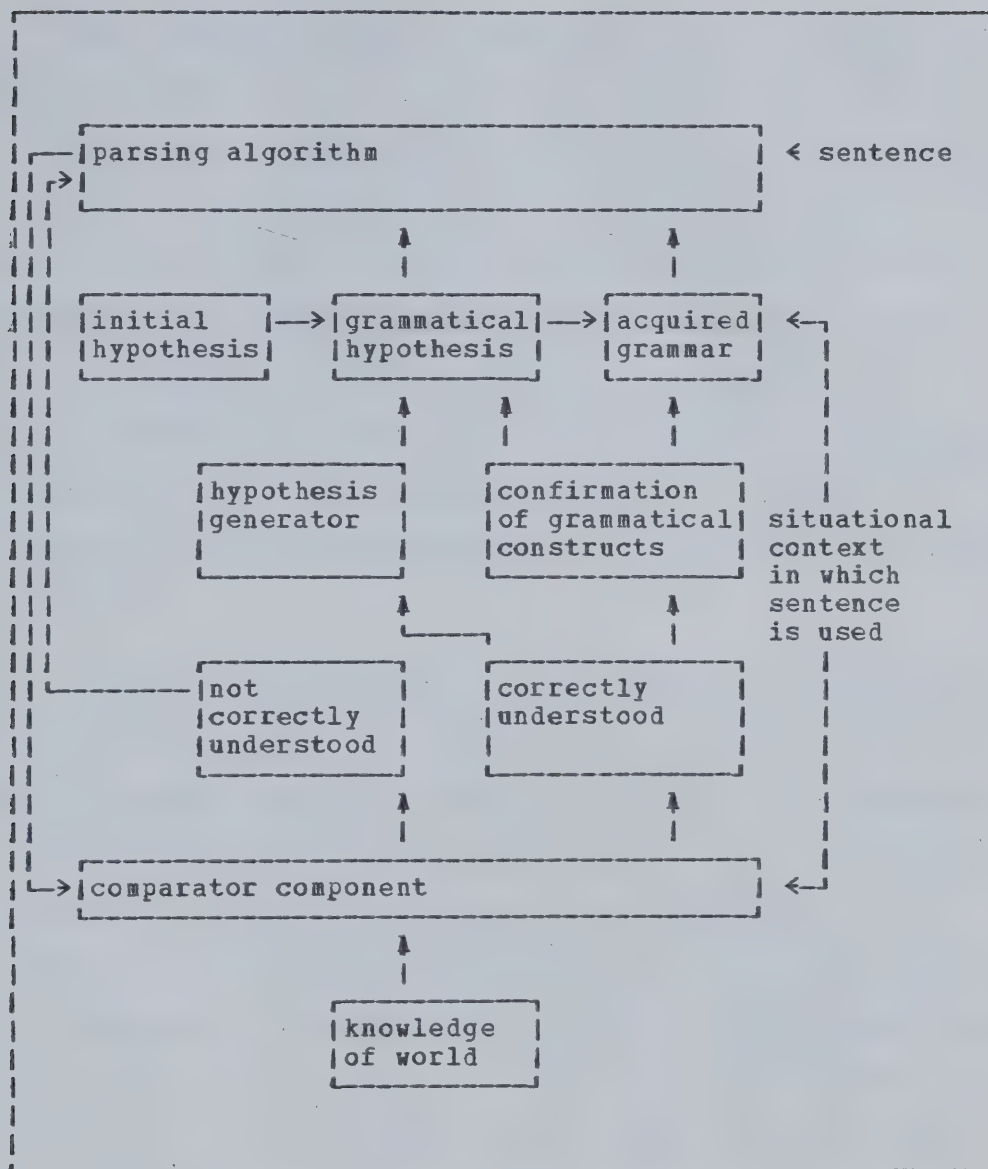 parsing algorithm
sentence
initial
hypothesis
grammatical
hypothesis
acquired
grammar
hypothesis
generator
confirmation
of grammatical
constructs
situational
context
in which
sentence
is used
not
correctly
understood
correctly
understood
comparator component
knowledge
of world